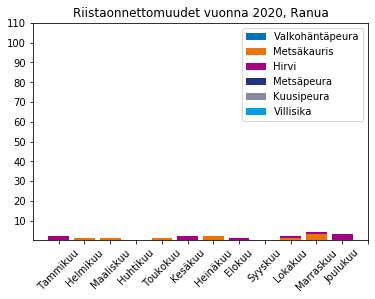 Riistaonnettomuudet vuonna 2020, Ranua
110
100
90
80
70
60
50
40
30
20
10
Valkohäntäpeura
Metsäkauris
Hirvi
Metsäpeura
Kuusipeura
Villisika
Tammikuu
Helmikuu
Maaliskuu
Huhtikuu
Toukokuu
Kesäkuu
Heinäkuu
Elokuu
Syyskuu
Lokakuu
Marraskuu
Joulukuu